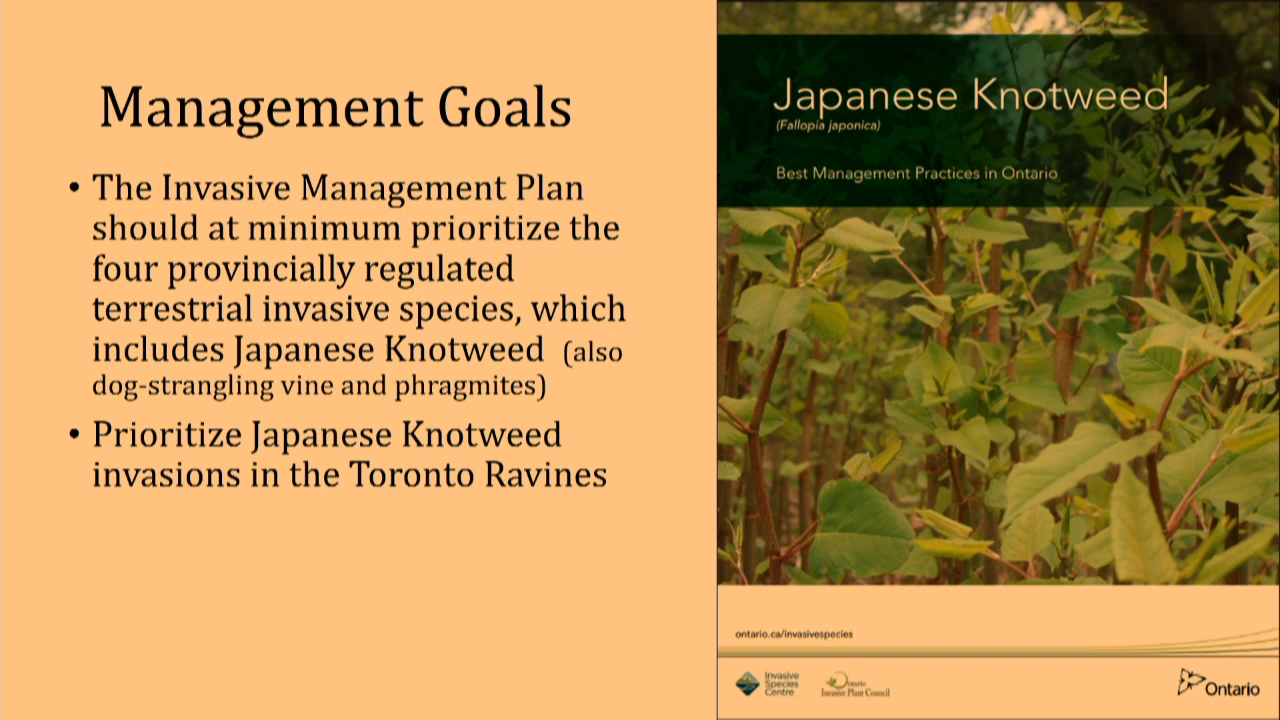 Management Goals
• The Invasive Management Plan
should at minimum prioritize the
four provincially regulated
terrestrial invasive species, which
includes Japanese Knotweed (also
dog-strangling vine and phragmites)
• Prioritize Japanese Knotweed
invasions in the Toronto Ravines
Japanese Knotweed
(Fallopia japonica)
Best Management Practices in Ontario
ontario.ca/invasivespecies
Invasive
Species
Centre
Ontario
Invasive Plant Council
Ontario